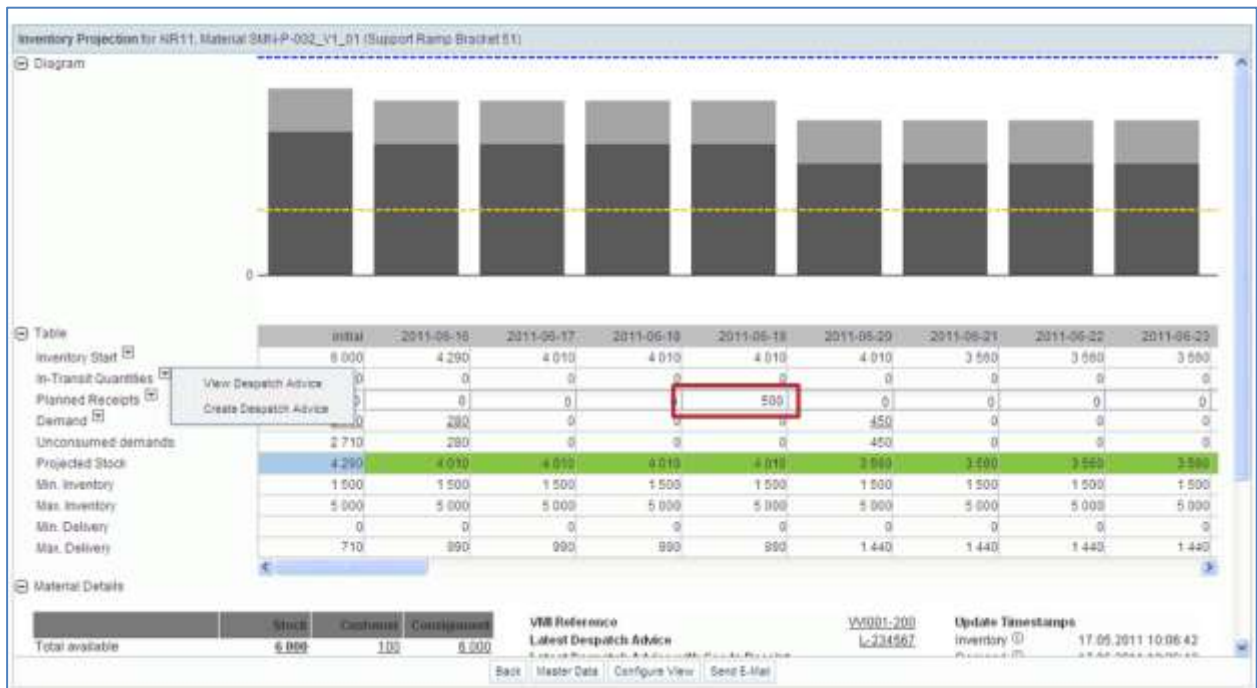 Inventory Projection for NR11, Material SMN-P-002_V1_01 (Support Ramp Bracket 51)
Diagram
0
Table initial 2011-06-16 2011-06-17 2011-06-18 2011-06-19 2011-06-20 2011-06-21 2011-06-22 2011-06-23
Inventory Start 6 000 4 290 4 010 4 010 4 010 4 010 3 560 3 560 3 560
In-Transit Quantities 0 0 0 0 0 0 0 0 0
View Despatch Advice
Planned Receipts 0 0 0 500 0 0 0 0
Create Despatch Advice
Demand 280 0 0 0 450 0 0 0
Unconsumed demands 2 710 280 0 0 0 450 0 0 0
Projected Stock 4 290 4 010 4 010 4 010 4 010 3 560 3 560 3 560 3 560
Min. Inventory 1 500 1 500 1 500 1 500 1 500 1 500 1 500 1 500 1 500
Max. Inventory 5 000 5 000 5 000 5 000 5 000 5 000 5 000 5 000 5 000
Min. Delivery 0 0 0 0 0 0 0 0 0
Max. Delivery 710 990 990 990 990 1 440 1 440 1 440 1 440
Material Details
Stock Customer Consignment
Total available 6 000 100 6 000
VMI Reference VVI001-200
Latest Despatch Advice L-234567
Update Timestamps
Inventory 17.05.2011 10:06:42
Back Master Data Configure View Send E-Mail